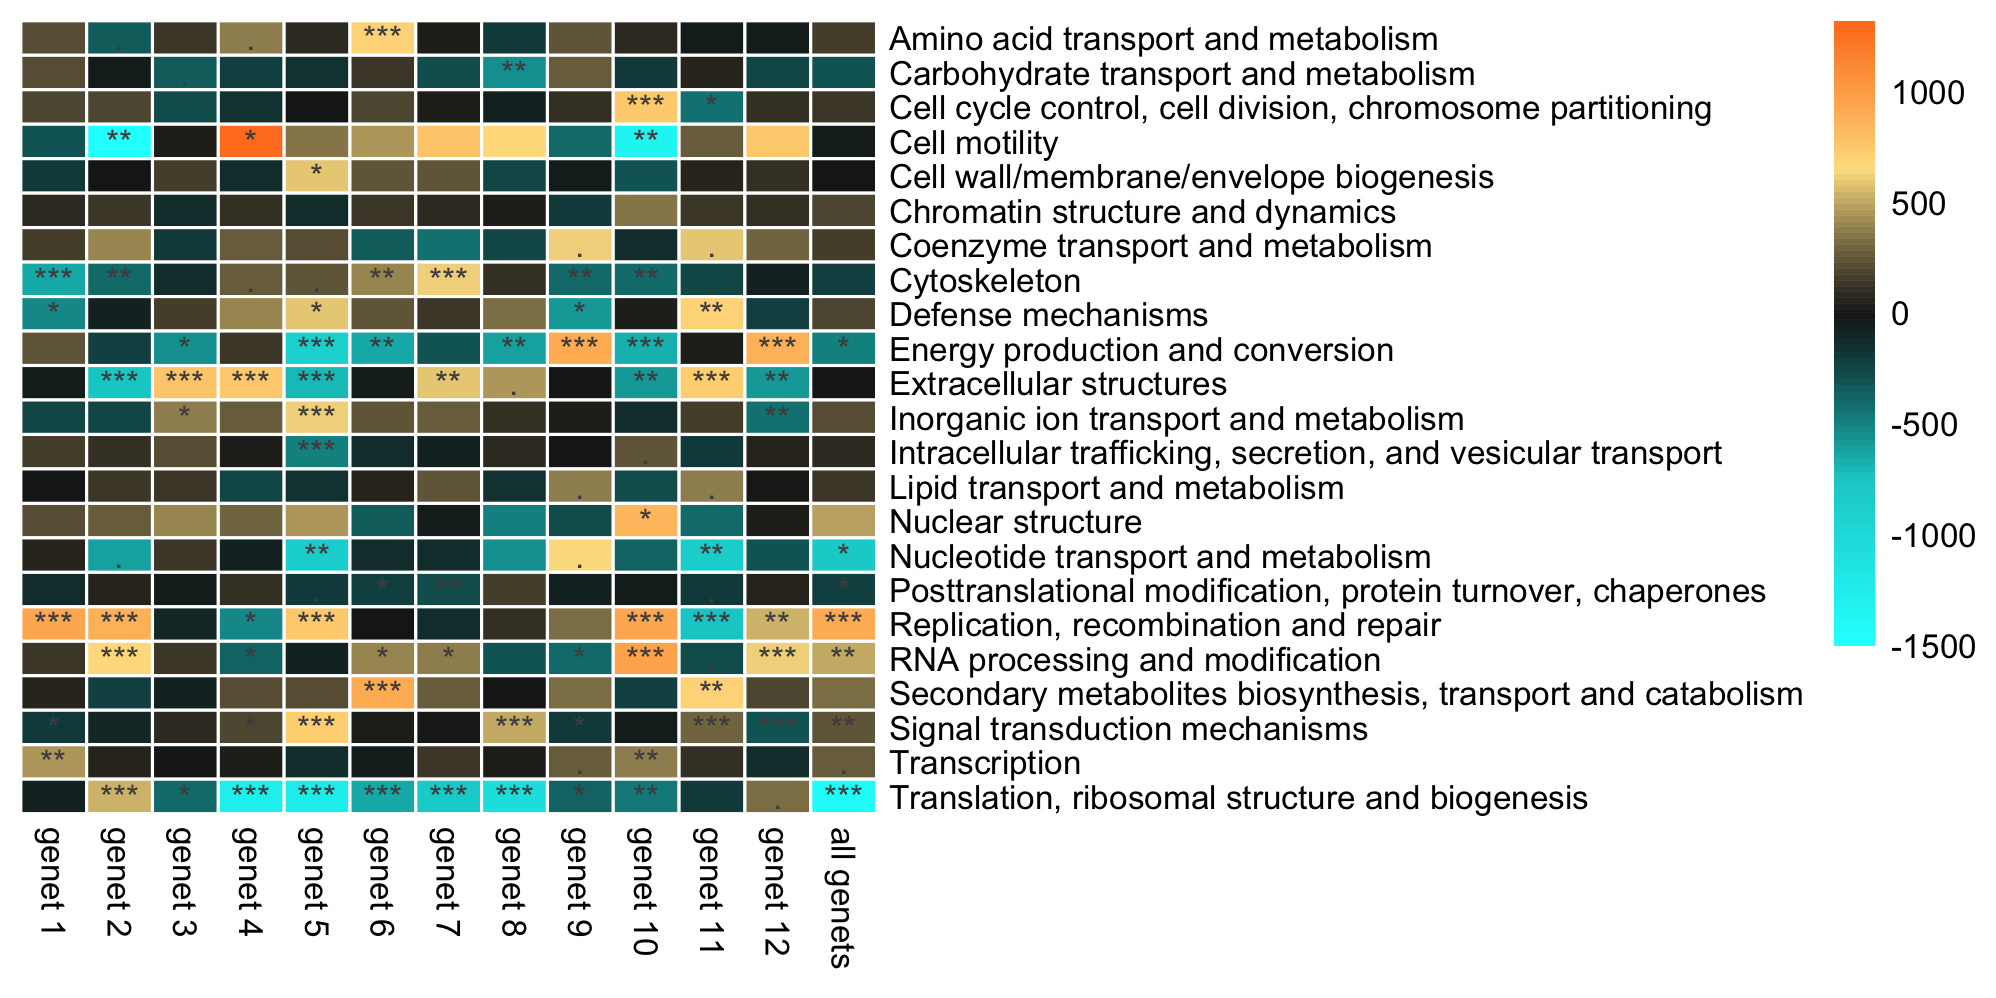 *** Amino acid transport and metabolism
** Carbohydrate transport and metabolism
*** * Cell cycle control, cell division, chromosome partitioning
** * ** Cell motility
* Cell wall/membrane/envelope biogenesis
Chromatin structure and dynamics
. . Coenzyme transport and metabolism
*** ** . . ** *** ** ** . Cytoskeleton
* * * ** Defense mechanisms
* *** ** ** *** *** *** * Energy production and conversion
*** *** *** *** ** . ** *** ** Extracellular structures
* *** ** Inorganic ion transport and metabolism
*** . Intracellular trafficking, secretion, and vesicular transport
. . Lipid transport and metabolism
* Nuclear structure
. ** . ** * Nucleotide transport and metabolism
. * ** . * Posttranslational modification, protein turnover, chaperones
*** *** * *** *** *** ** *** Replication, recombination and repair
*** * * * * *** . *** ** RNA processing and modification
*** ** Secondary metabolites biosynthesis, transport and catabolism
* * *** *** * *** *** ** Signal transduction mechanisms
** . ** . Transcription
*** * *** *** *** *** *** * ** . *** Translation, ribosomal structure and biogenesis
genet 1
genet 2
genet 3
genet 4
genet 5
genet 6
genet 7
genet 8
genet 9
genet 10
genet 11
genet 12
all genets
1000
500
0
-500
-1000
-1500